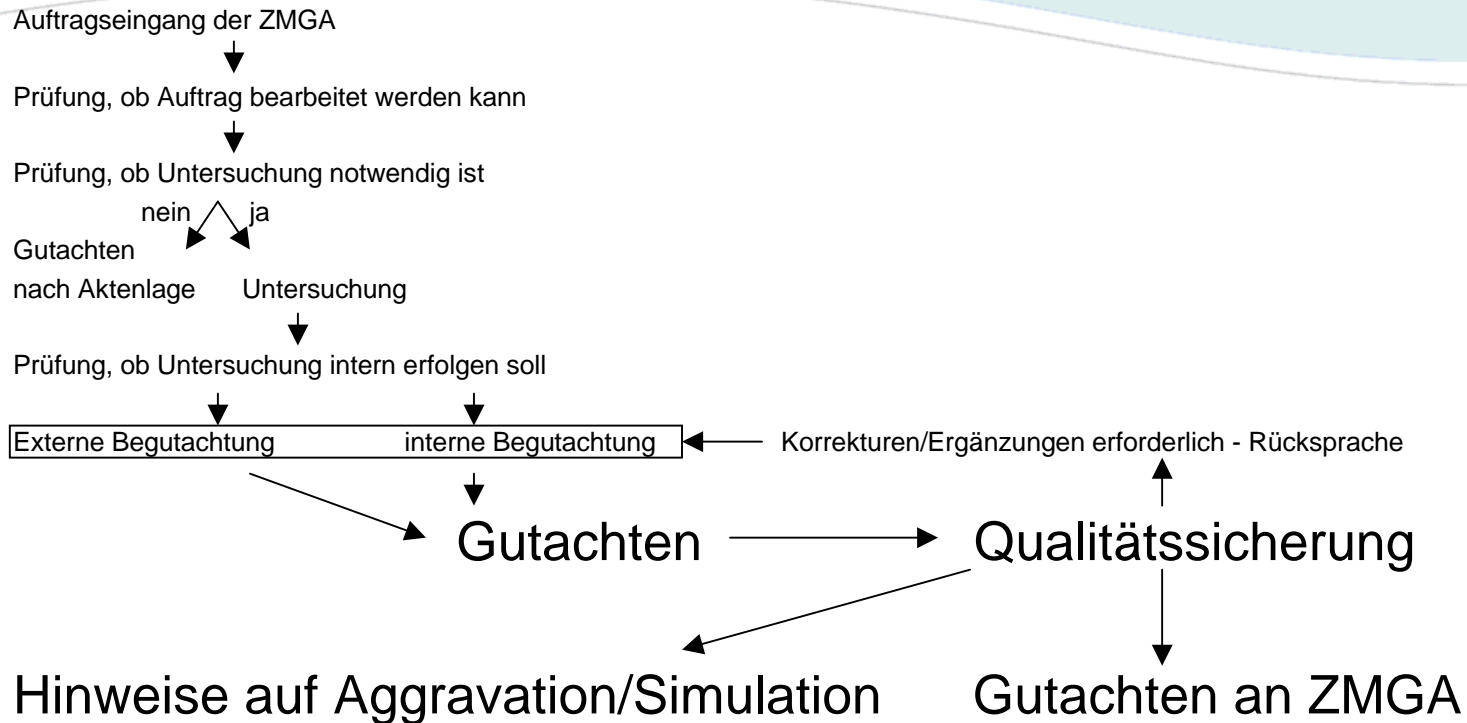 Auftragseingang der ZMGA
Prüfung, ob Auftrag bearbeitet werden kann
Prüfung, ob Untersuchung notwendig ist
nein ja
Gutachten
nach Aktenlage Untersuchung
Prüfung, ob Untersuchung intern erfolgen soll
Externe Begutachtung interne Begutachtung Korrekturen/Ergänzungen erforderlich - Rücksprache
Gutachten Qualitätssicherung
Hinweise auf Aggravation/Simulation Gutachten an ZMGA